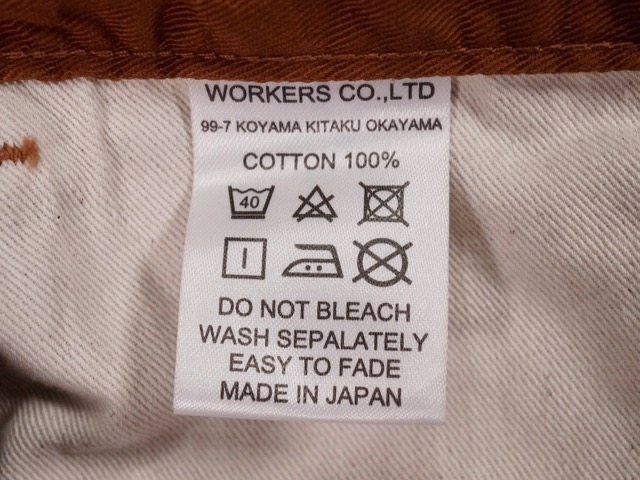 WORKERS CO.,LTD
99-7 KOYAMA KITAKU OKAYAMA
COTTON 100%
40
DO NOT BLEACH
WASH SEPALATELY
EASY TO FADE
MADE IN JAPAN